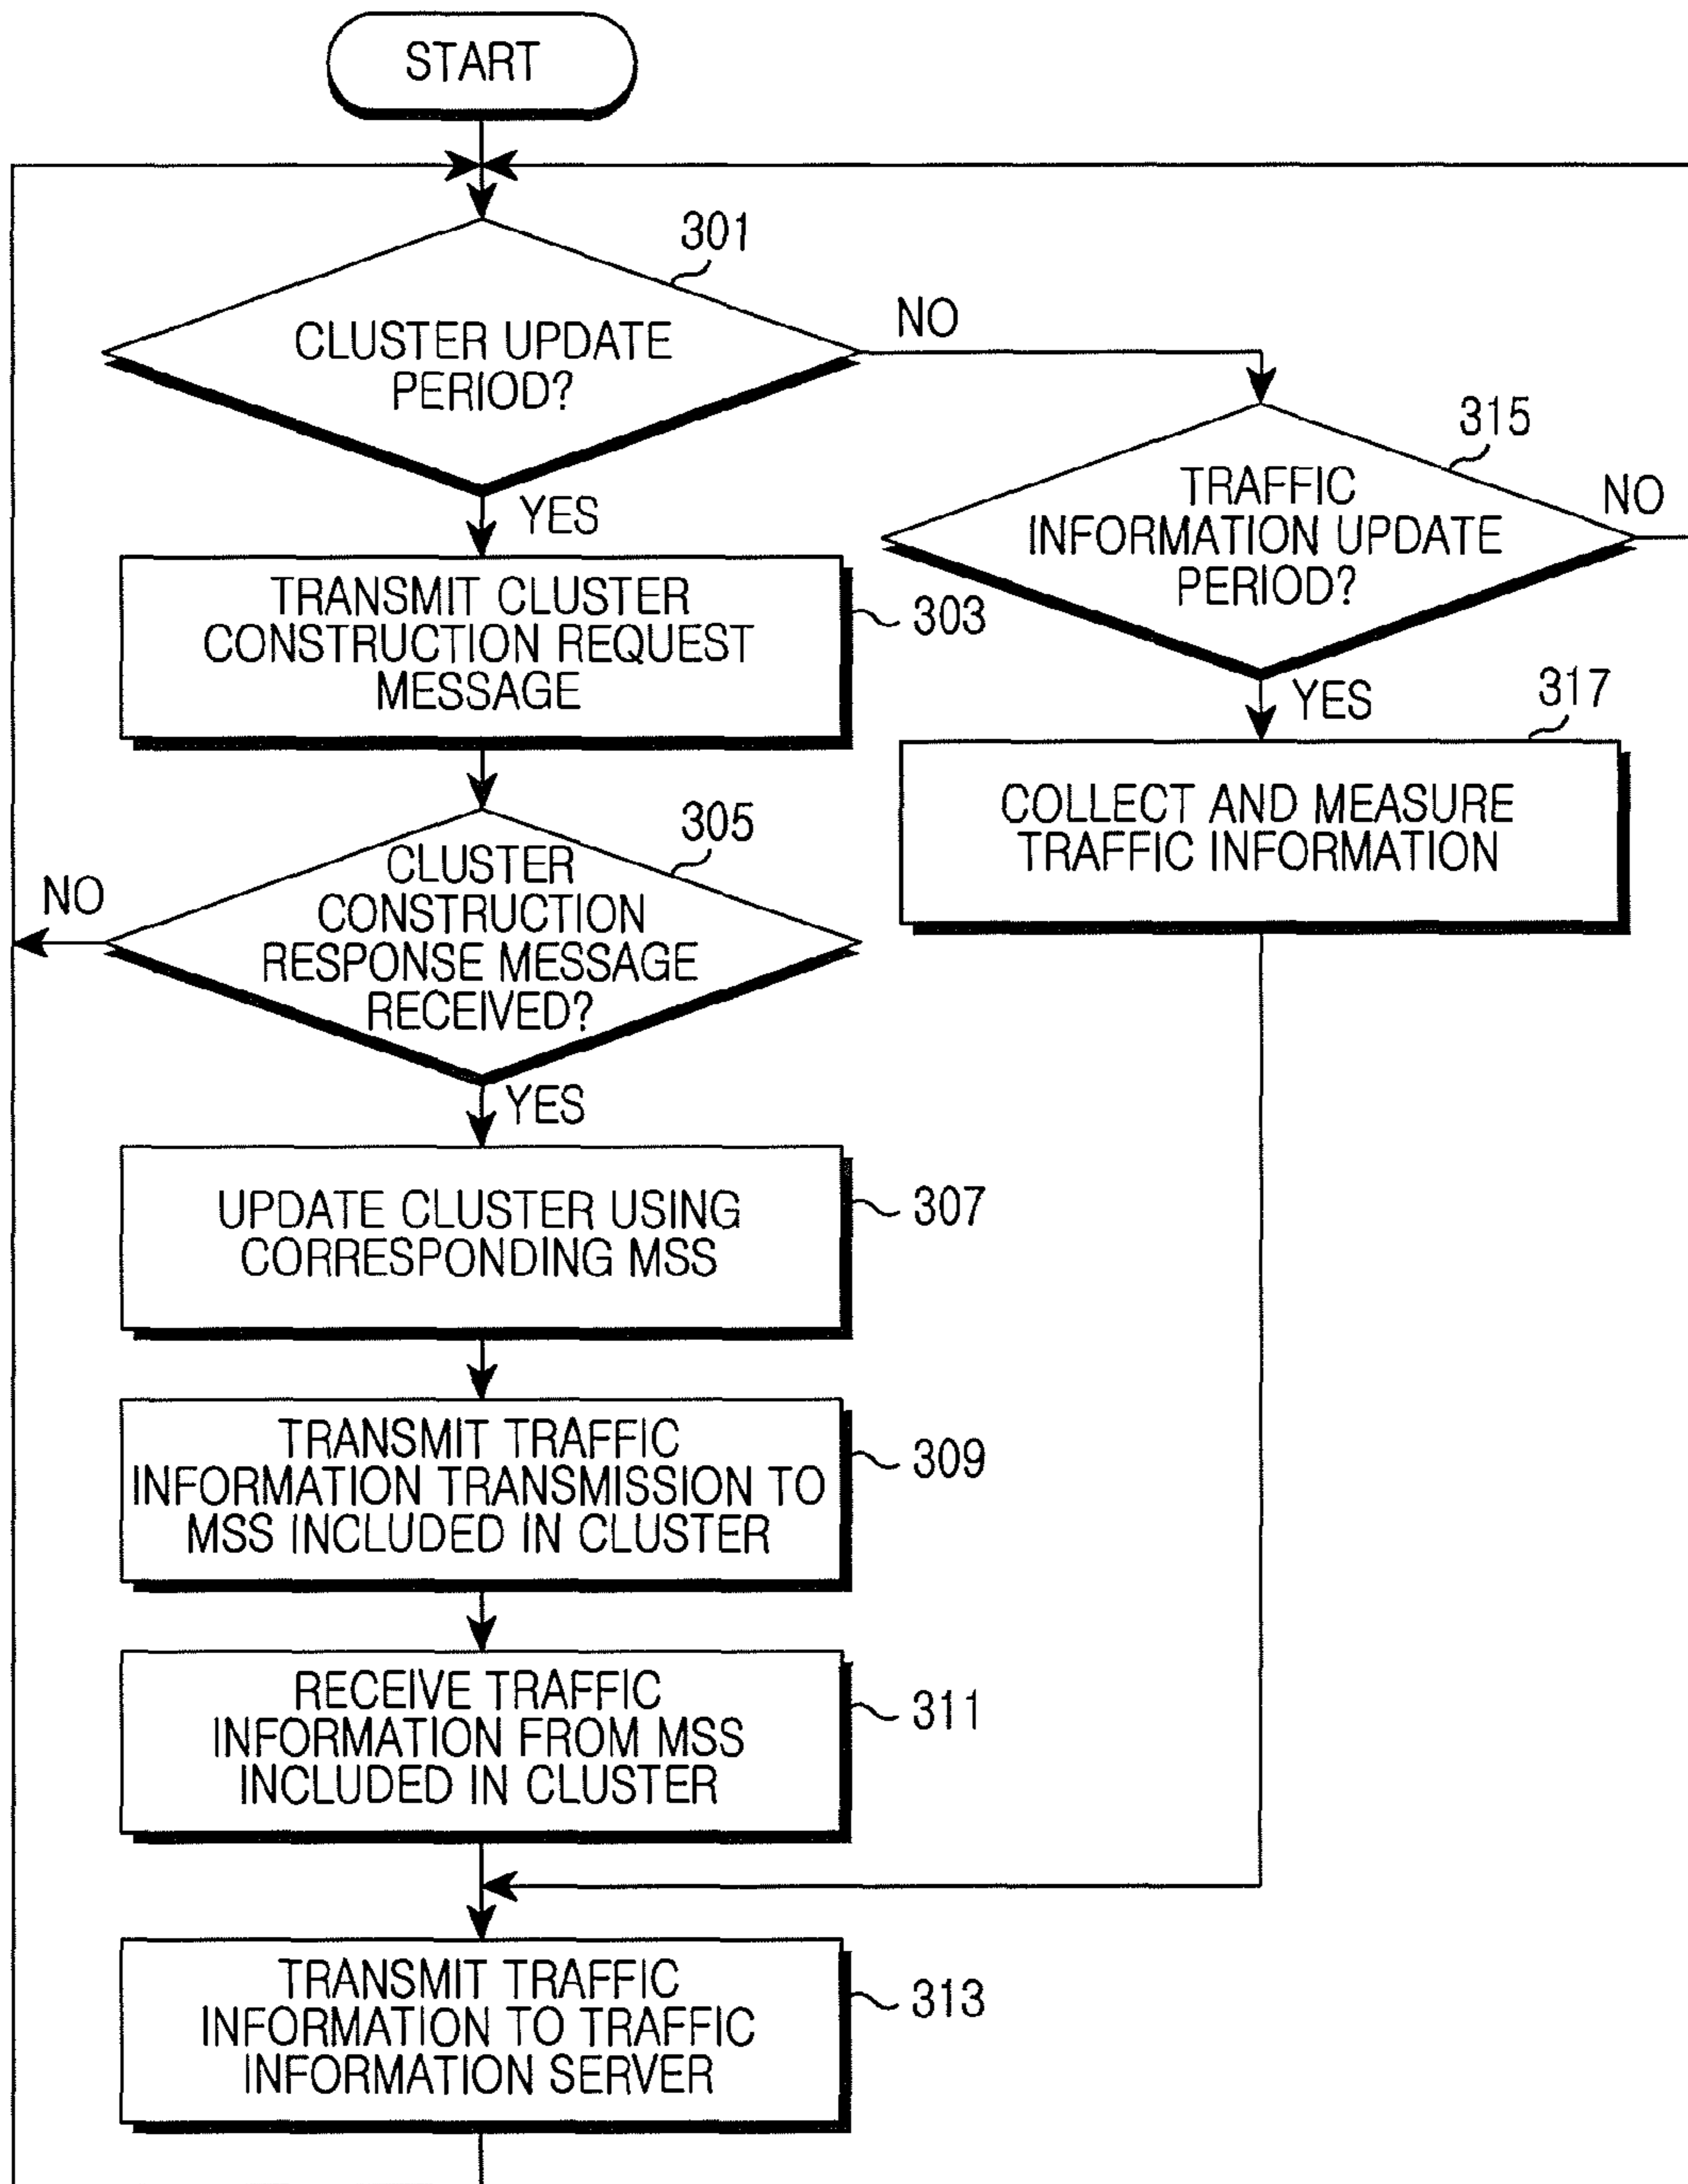 START
301
CLUSTER UPDATE
PERIOD?
NO
YES
315
TRAFFIC
INFORMATION UPDATE
PERIOD?
NO
YES
TRANSMIT CLUSTER
CONSTRUCTION REQUEST
MESSAGE
303
317
COLLECT AND MEASURE
TRAFFIC INFORMATION
305
CLUSTER
CONSTRUCTION
RESPONSE MESSAGE
RECEIVED?
NO
YES
UPDATE CLUSTER USING
CORRESPONDING MSS
307
TRANSMIT TRAFFIC
INFORMATION TRANSMISSION TO
MSS INCLUDED IN CLUSTER
309
RECEIVE TRAFFIC
INFORMATION FROM MSS
INCLUDED IN CLUSTER
311
TRANSMIT TRAFFIC
INFORMATION TO TRAFFIC
INFORMATION SERVER
313